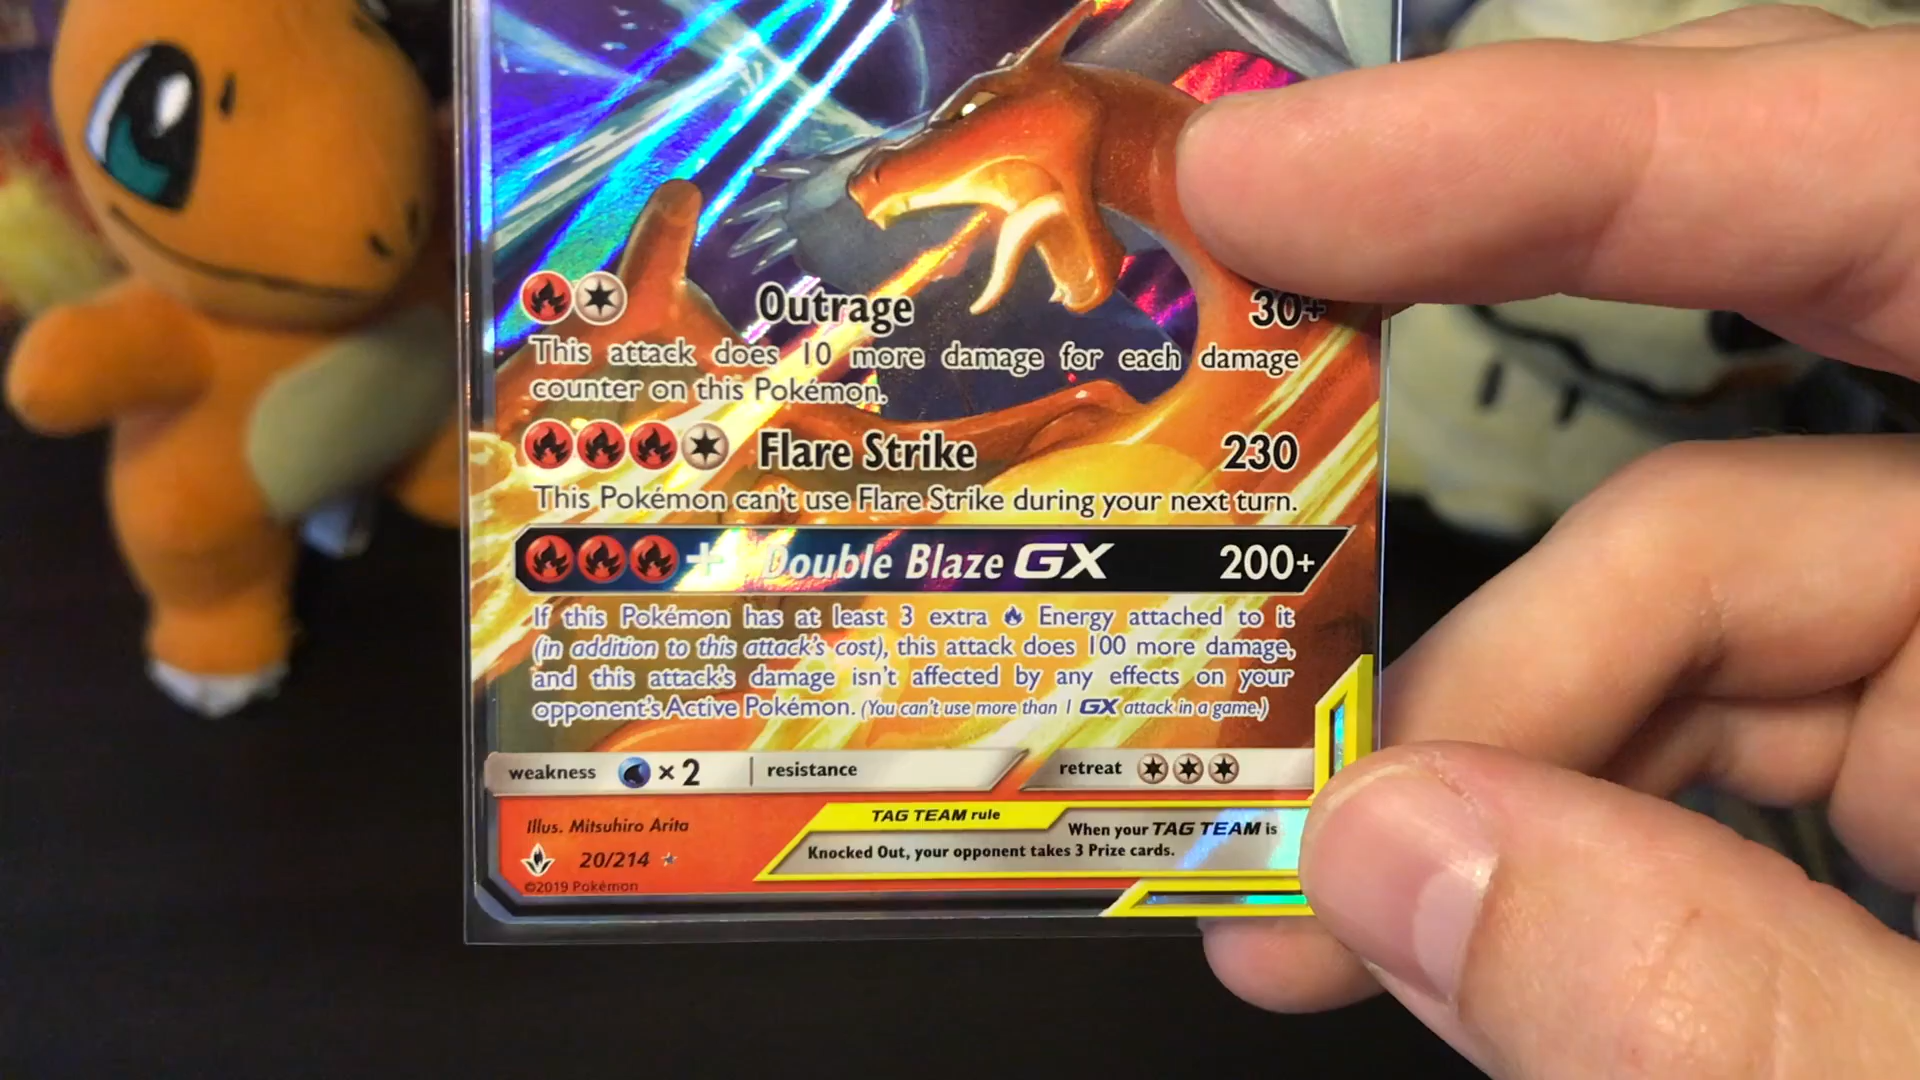 Outrage 30+
This attack does 10 more damage for each damage
counter on this Pokémon.
Flare Strike 230
This Pokémon can't use Flare Strike during your next turn.
+ Double Blaze GX 200+
If this Pokémon has at least 3 extra Energy attached to it
(in addition to this attack's cost), this attack does 100 more damage,
and this attack's damage isn't affected by any effects on your
opponent's Active Pokémon. (You can't use more than 1 GX attack in a game.)
weakness ×2 resistance retreat
Illus. Mitsuhiro Arita
20/214
©2019 Pokémon
TAG TEAM rule
When your TAG TEAM is
Knocked Out, your opponent takes 3 Prize cards.